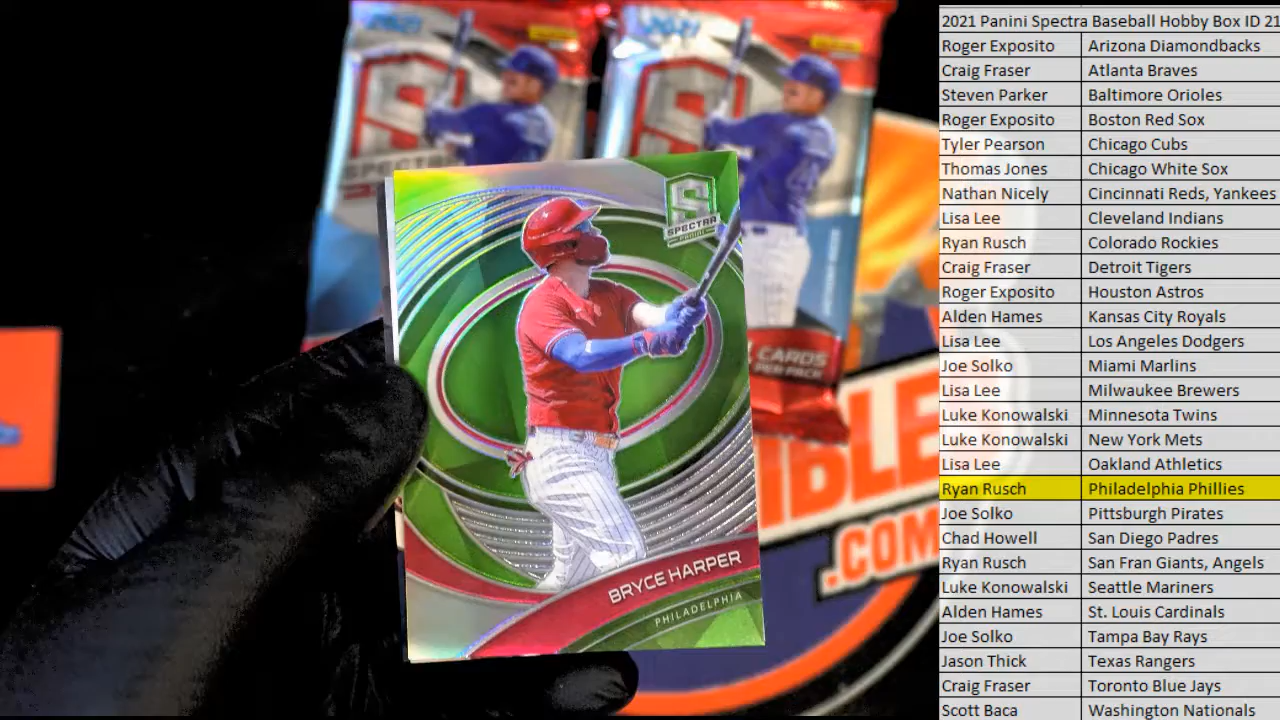 2021 Panini Spectra Baseball Hobby Box ID 21
Roger Exposito Arizona Diamondbacks
Craig Fraser Atlanta Braves
Steven Parker Baltimore Orioles
Roger Exposito Boston Red Sox
Tyler Pearson Chicago Cubs
Thomas Jones Chicago White Sox
Nathan Nicely Cincinnati Reds, Yankees
Lisa Lee Cleveland Indians
Ryan Rusch Colorado Rockies
Craig Fraser Detroit Tigers
Roger Exposito Houston Astros
Alden Hames Kansas City Royals
Lisa Lee Los Angeles Dodgers
Joe Solko Miami Marlins
Lisa Lee Milwaukee Brewers
Luke Konowalski Minnesota Twins
Luke Konowalski New York Mets
Lisa Lee Oakland Athletics
Ryan Rusch Philadelphia Phillies
Joe Solko Pittsburgh Pirates
Chad Howell San Diego Padres
Ryan Rusch San Fran Giants, Angels
Luke Konowalski Seattle Mariners
Alden Hames St. Louis Cardinals
Joe Solko Tampa Bay Rays
Jason Thick Texas Rangers
Craig Fraser Toronto Blue Jays
Scott Baca Washington Nationals
2021
2021
S
SPECTRA
PANINI
BRYCE HARPER
PHILADELPHIA
CARDS
PER PACK
IBLE
.COM